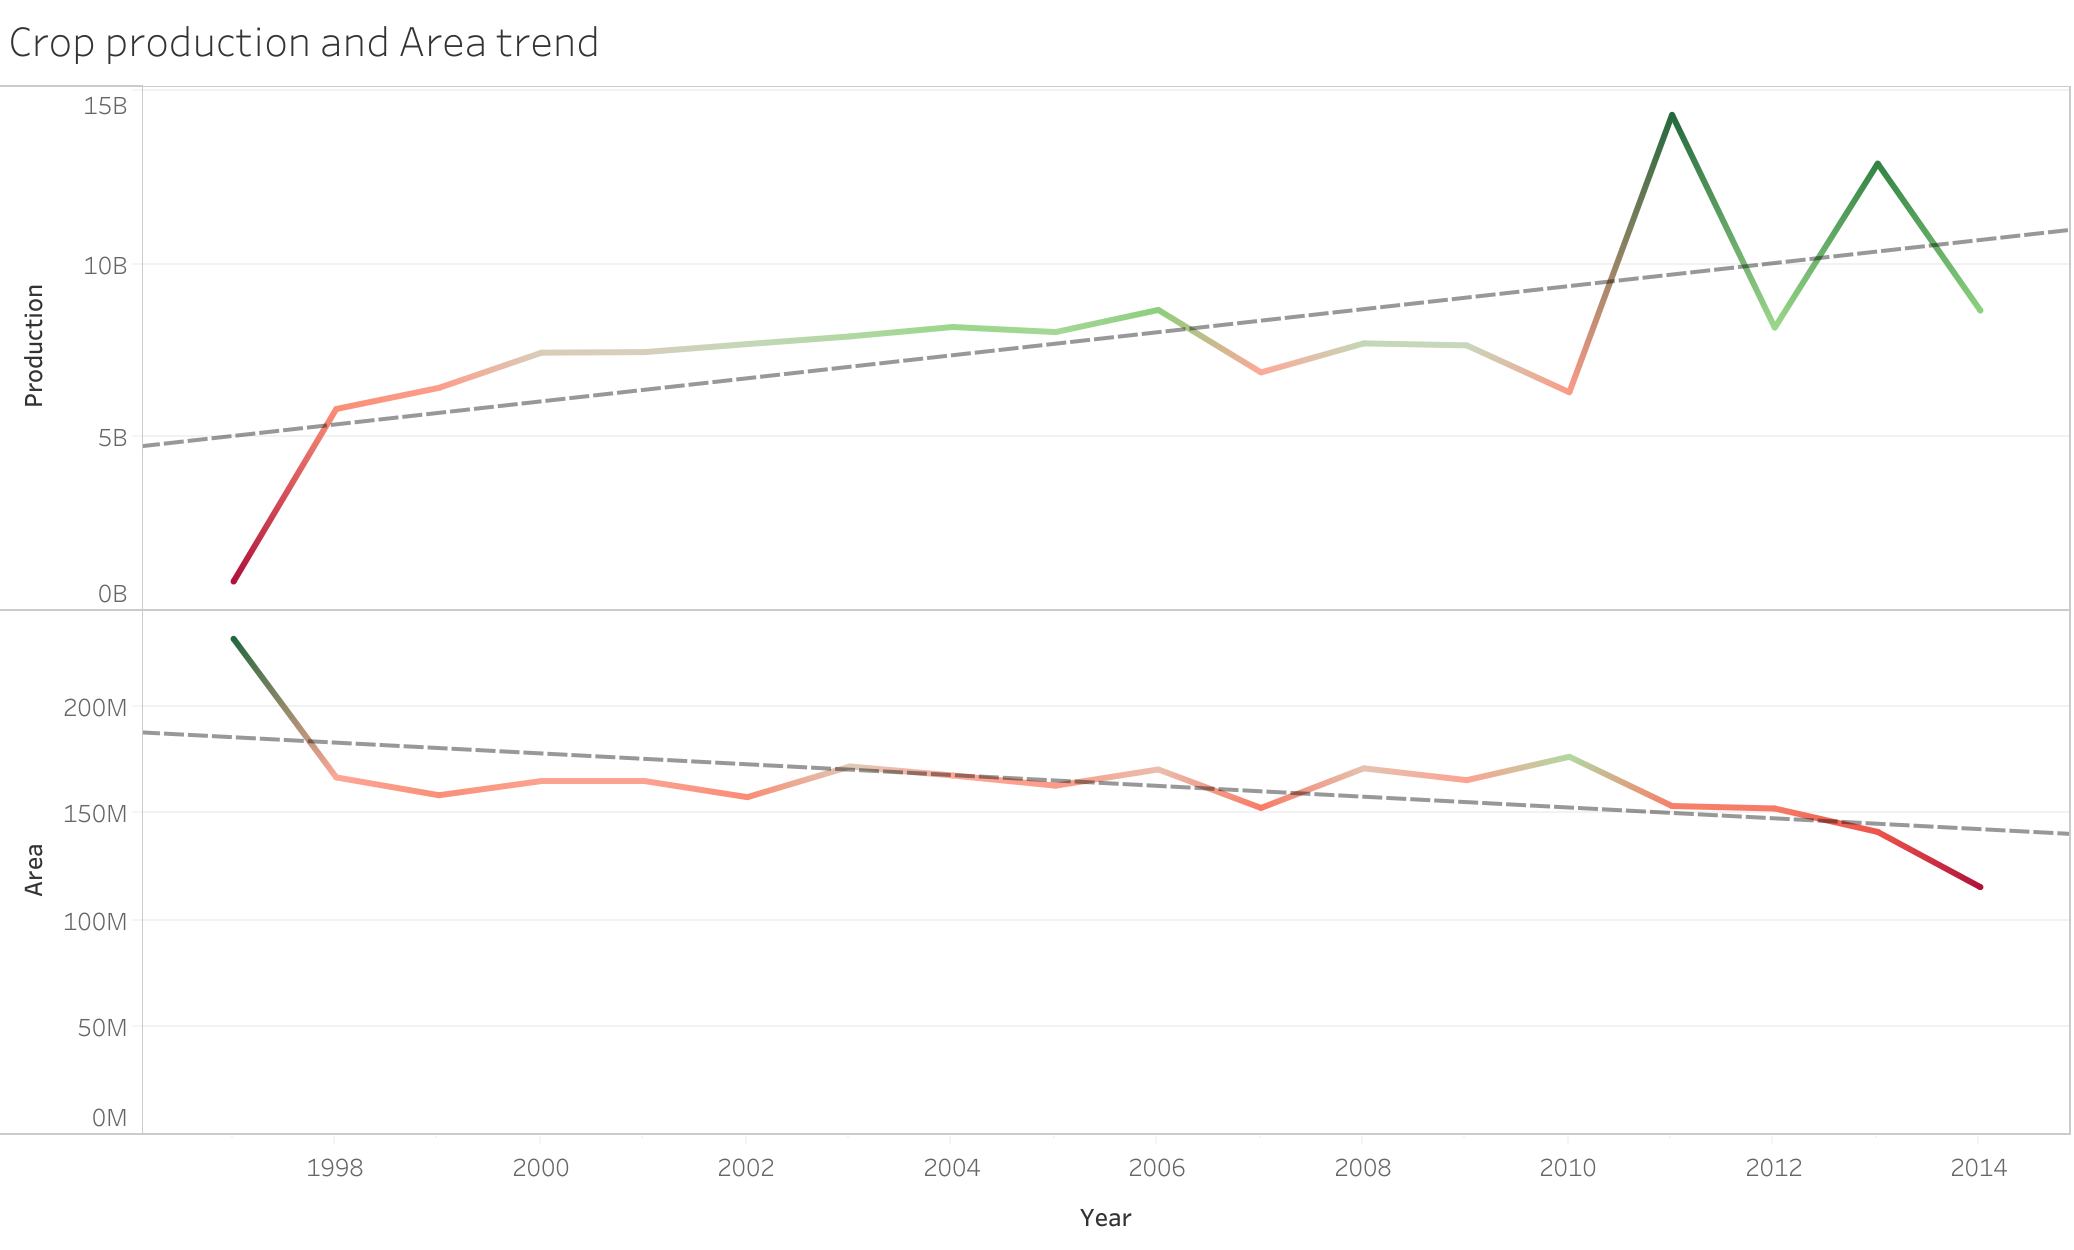 Crop production and Area trend
15B
10B
5B
0B
Production
200M
150M
100M
50M
0M
Area
1998 2000 2002 2004 2006 2008 2010 2012 2014
Year